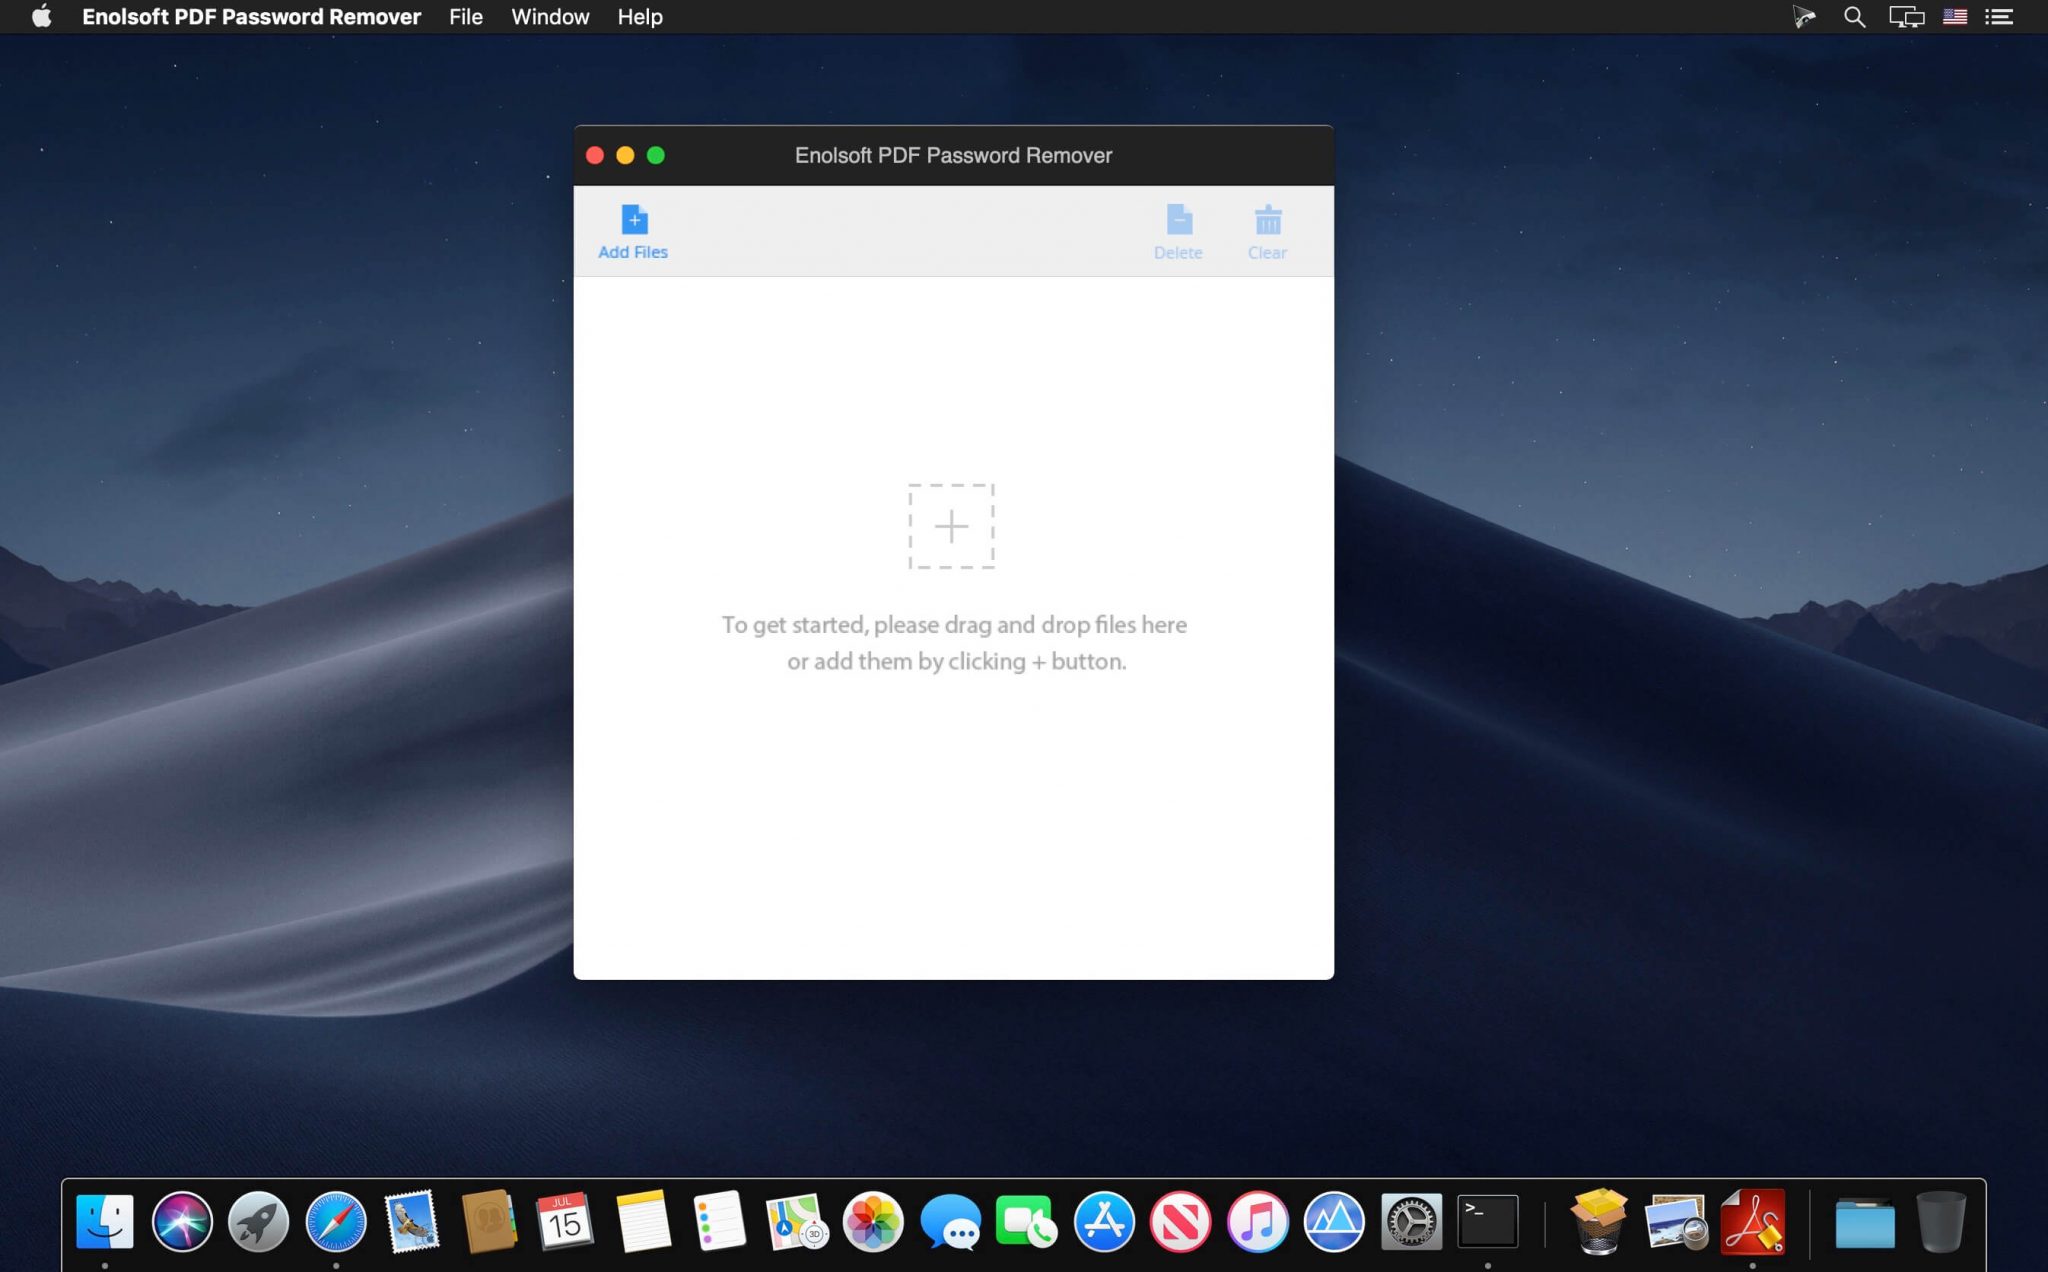 Enolsoft PDF Password Remover File Window Help
Enolsoft PDF Password Remover
Add Files Delete Clear
To get started, please drag and drop files here
or add them by clicking + button.
JUL
15
3D
>_